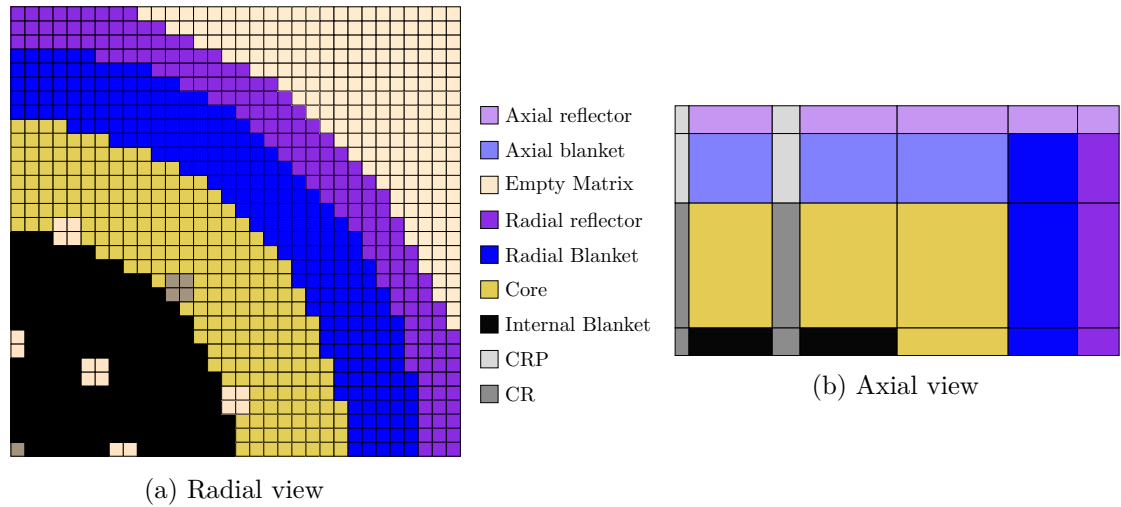 Axial reflector
Axial blanket
Empty Matrix
Radial reflector
Radial Blanket
Core
Internal Blanket
CRP
CR
(a) Radial view
(b) Axial view